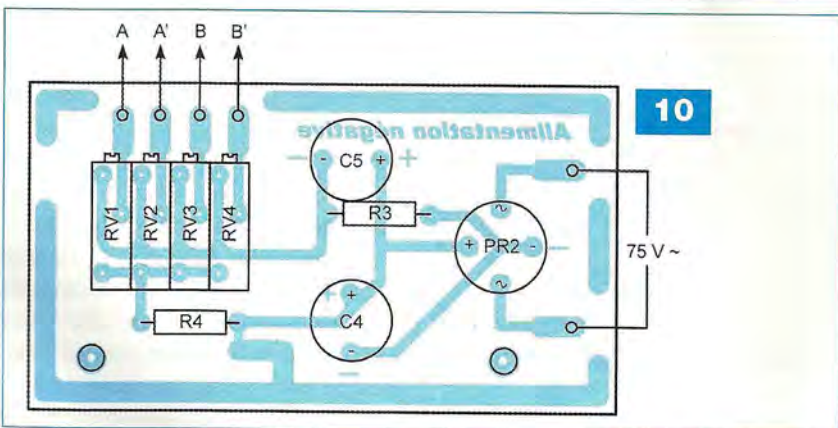 A A' B B'
10
Alimentation négative
- - C5 + +
RV1 RV2 RV3 RV4
R3
+ PR2 - -
~
~
75 V ~
+ +
R4
C4
-
-